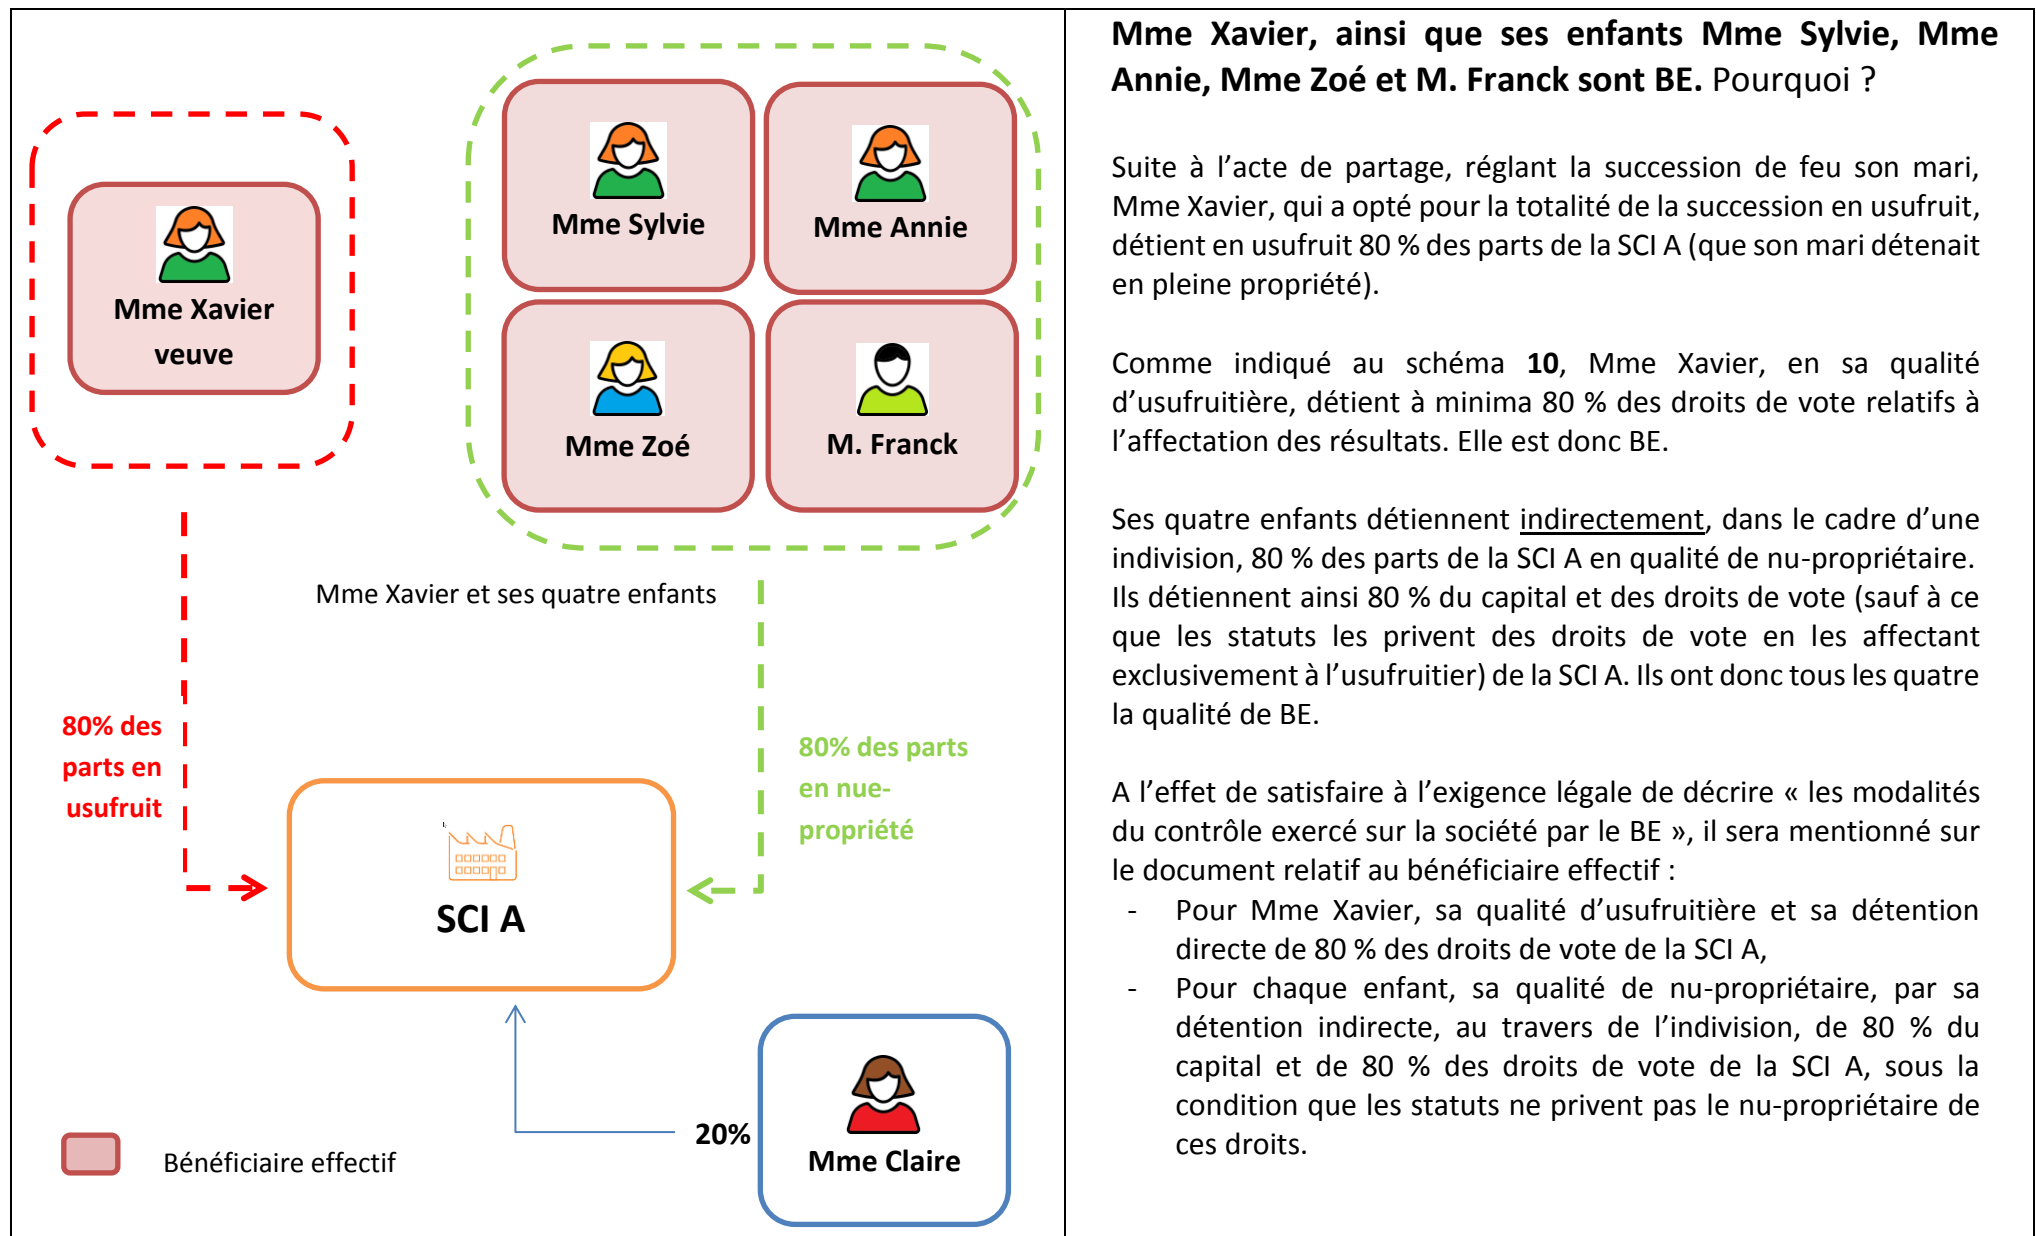 Mme Xavier
veuve
Mme Sylvie
Mme Annie
Mme Zoé
M. Franck
Mme Xavier et ses quatre enfants
80% des
parts en
usufruit
80% des parts
en nue-
propriété
SCI A
20%
Mme Claire
Bénéficiaire effectif
Mme Xavier, ainsi que ses enfants Mme Sylvie, Mme
Annie, Mme Zoé et M. Franck sont BE. Pourquoi ?
Suite à l’acte de partage, réglant la succession de feu son mari,
Mme Xavier, qui a opté pour la totalité de la succession en usufruit,
détient en usufruit 80 % des parts de la SCI A (que son mari détenait
en pleine propriété).
Comme indiqué au schéma 10, Mme Xavier, en sa qualité
d’usufruitière, détient à minima 80 % des droits de vote relatifs à
l’affectation des résultats. Elle est donc BE.
Ses quatre enfants détiennent indirectement, dans le cadre d’une
indivision, 80 % des parts de la SCI A en qualité de nu-propriétaire.
Ils détiennent ainsi 80 % du capital et des droits de vote (sauf à ce
que les statuts les privent des droits de vote en les affectant
exclusivement à l’usufruitier) de la SCI A. Ils ont donc tous les quatre
la qualité de BE.
A l’effet de satisfaire à l’exigence légale de décrire « les modalités
du contrôle exercé sur la société par le BE », il sera mentionné sur
le document relatif au bénéficiaire effectif :
- Pour Mme Xavier, sa qualité d’usufruitière et sa détention
directe de 80 % des droits de vote de la SCI A,
- Pour chaque enfant, sa qualité de nu-propriétaire, par sa
détention indirecte, au travers de l’indivision, de 80 % du
capital et de 80 % des droits de vote de la SCI A, sous la
condition que les statuts ne privent pas le nu-propriétaire de
ces droits.